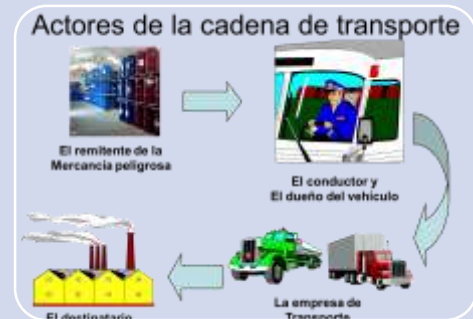 Actores de la cadena de transporte
El remitente de la
Mercancia peligrosa
El conductor y
El dueño del vehículo
La empresa de
Transporte
El destinatario